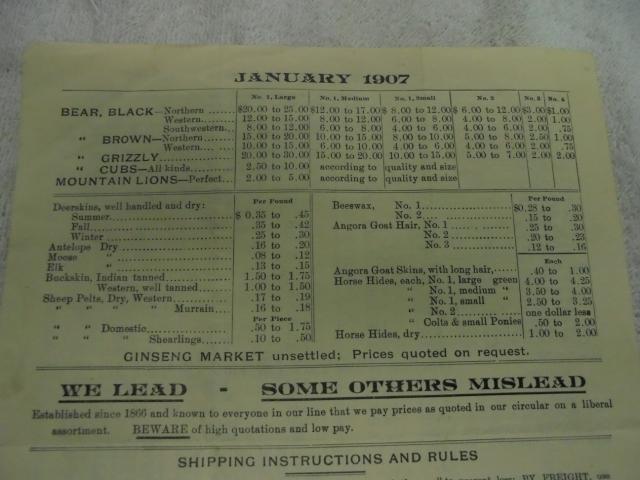 JANUARY 1907
No. 1, Large No. 1, Medium No. 1, Small No. 2 No. 3 No. 4
BEAR, BLACK—Northern $20.00 to 25.00 $12.00 to 17.00 $ 8.00 to 12.00 $ 6.00 to 12.00 $3.00 $1.00
Western 12.00 to 15.00 8.00 to 12.00 6.00 to 8.00 4.00 to 8.00 2.00 1.00
Southwestern 8.00 to 12.00 6.00 to 8.00 4.00 to 6.00 4.00 to 6.00 2.00 .75
" BROWN—Northern 15.00 to 20.00 10.00 to 15.00 8.00 to 10.00 5.00 to 8.00 2.50 1.00
Western 10.00 to 15.00 6.00 to 10.00 4.00 to 6.00 4.00 to 6.00 2.00 .75
" GRIZZLY 20.00 to 30.00 15.00 to 20.00 10.00 to 15.00 5.00 to 7.00 2.00 2.00
" CUBS—All kinds 2.50 to 10.00 according to quality and size
MOUNTAIN LIONS—Perfect 2.00 to 5.00 according to quality and size
Per Pound
Deerskins, well handled and dry:
Summer $ 0.35 to .45
Fall .35 to .42
Winter .25 to .30
Antelope Dry .16 to .20
Moose " .08 to .12
Elk " .13 to .15
Buckskin, Indian tanned 1.50 to 1.75
Western, well tanned 1.00 to 1.50
Sheep Pelts, Dry, Western .17 to .19
" " " Murrain .16 to .18
Per Piece
" " Domestic .50 to 1.75
" " Shearlings .10 to .50
Per Pound
Beeswax, No. 1 $0.28 to .30
No. 2 .15 to .20
Angora Goat Hair, No. 1 .25 to .30
No. 2 .20 to .23
No. 3 .12 to .16
Each
Angora Goat Skins, with long hair, .40 to 1.00
Horse Hides, each, No. 1, large green 4.00 to 4.25
" No. 1, medium " 3.50 to 4.00
" No. 1, small " 2.50 to 3.25
" No. 2 one dollar less
" Colts & small Ponies .50 to 2.00
Horse Hides, dry 1.00 to 2.00
GINSENG MARKET unsettled; Prices quoted on request.
WE LEAD - SOME OTHERS MISLEAD
Established since 1866 and known to everyone in our line that we pay prices as quoted in our circular on a liberal
assortment. BEWARE of high quotations and low pay.
SHIPPING INSTRUCTIONS AND RULES
BY FREIGHT, use